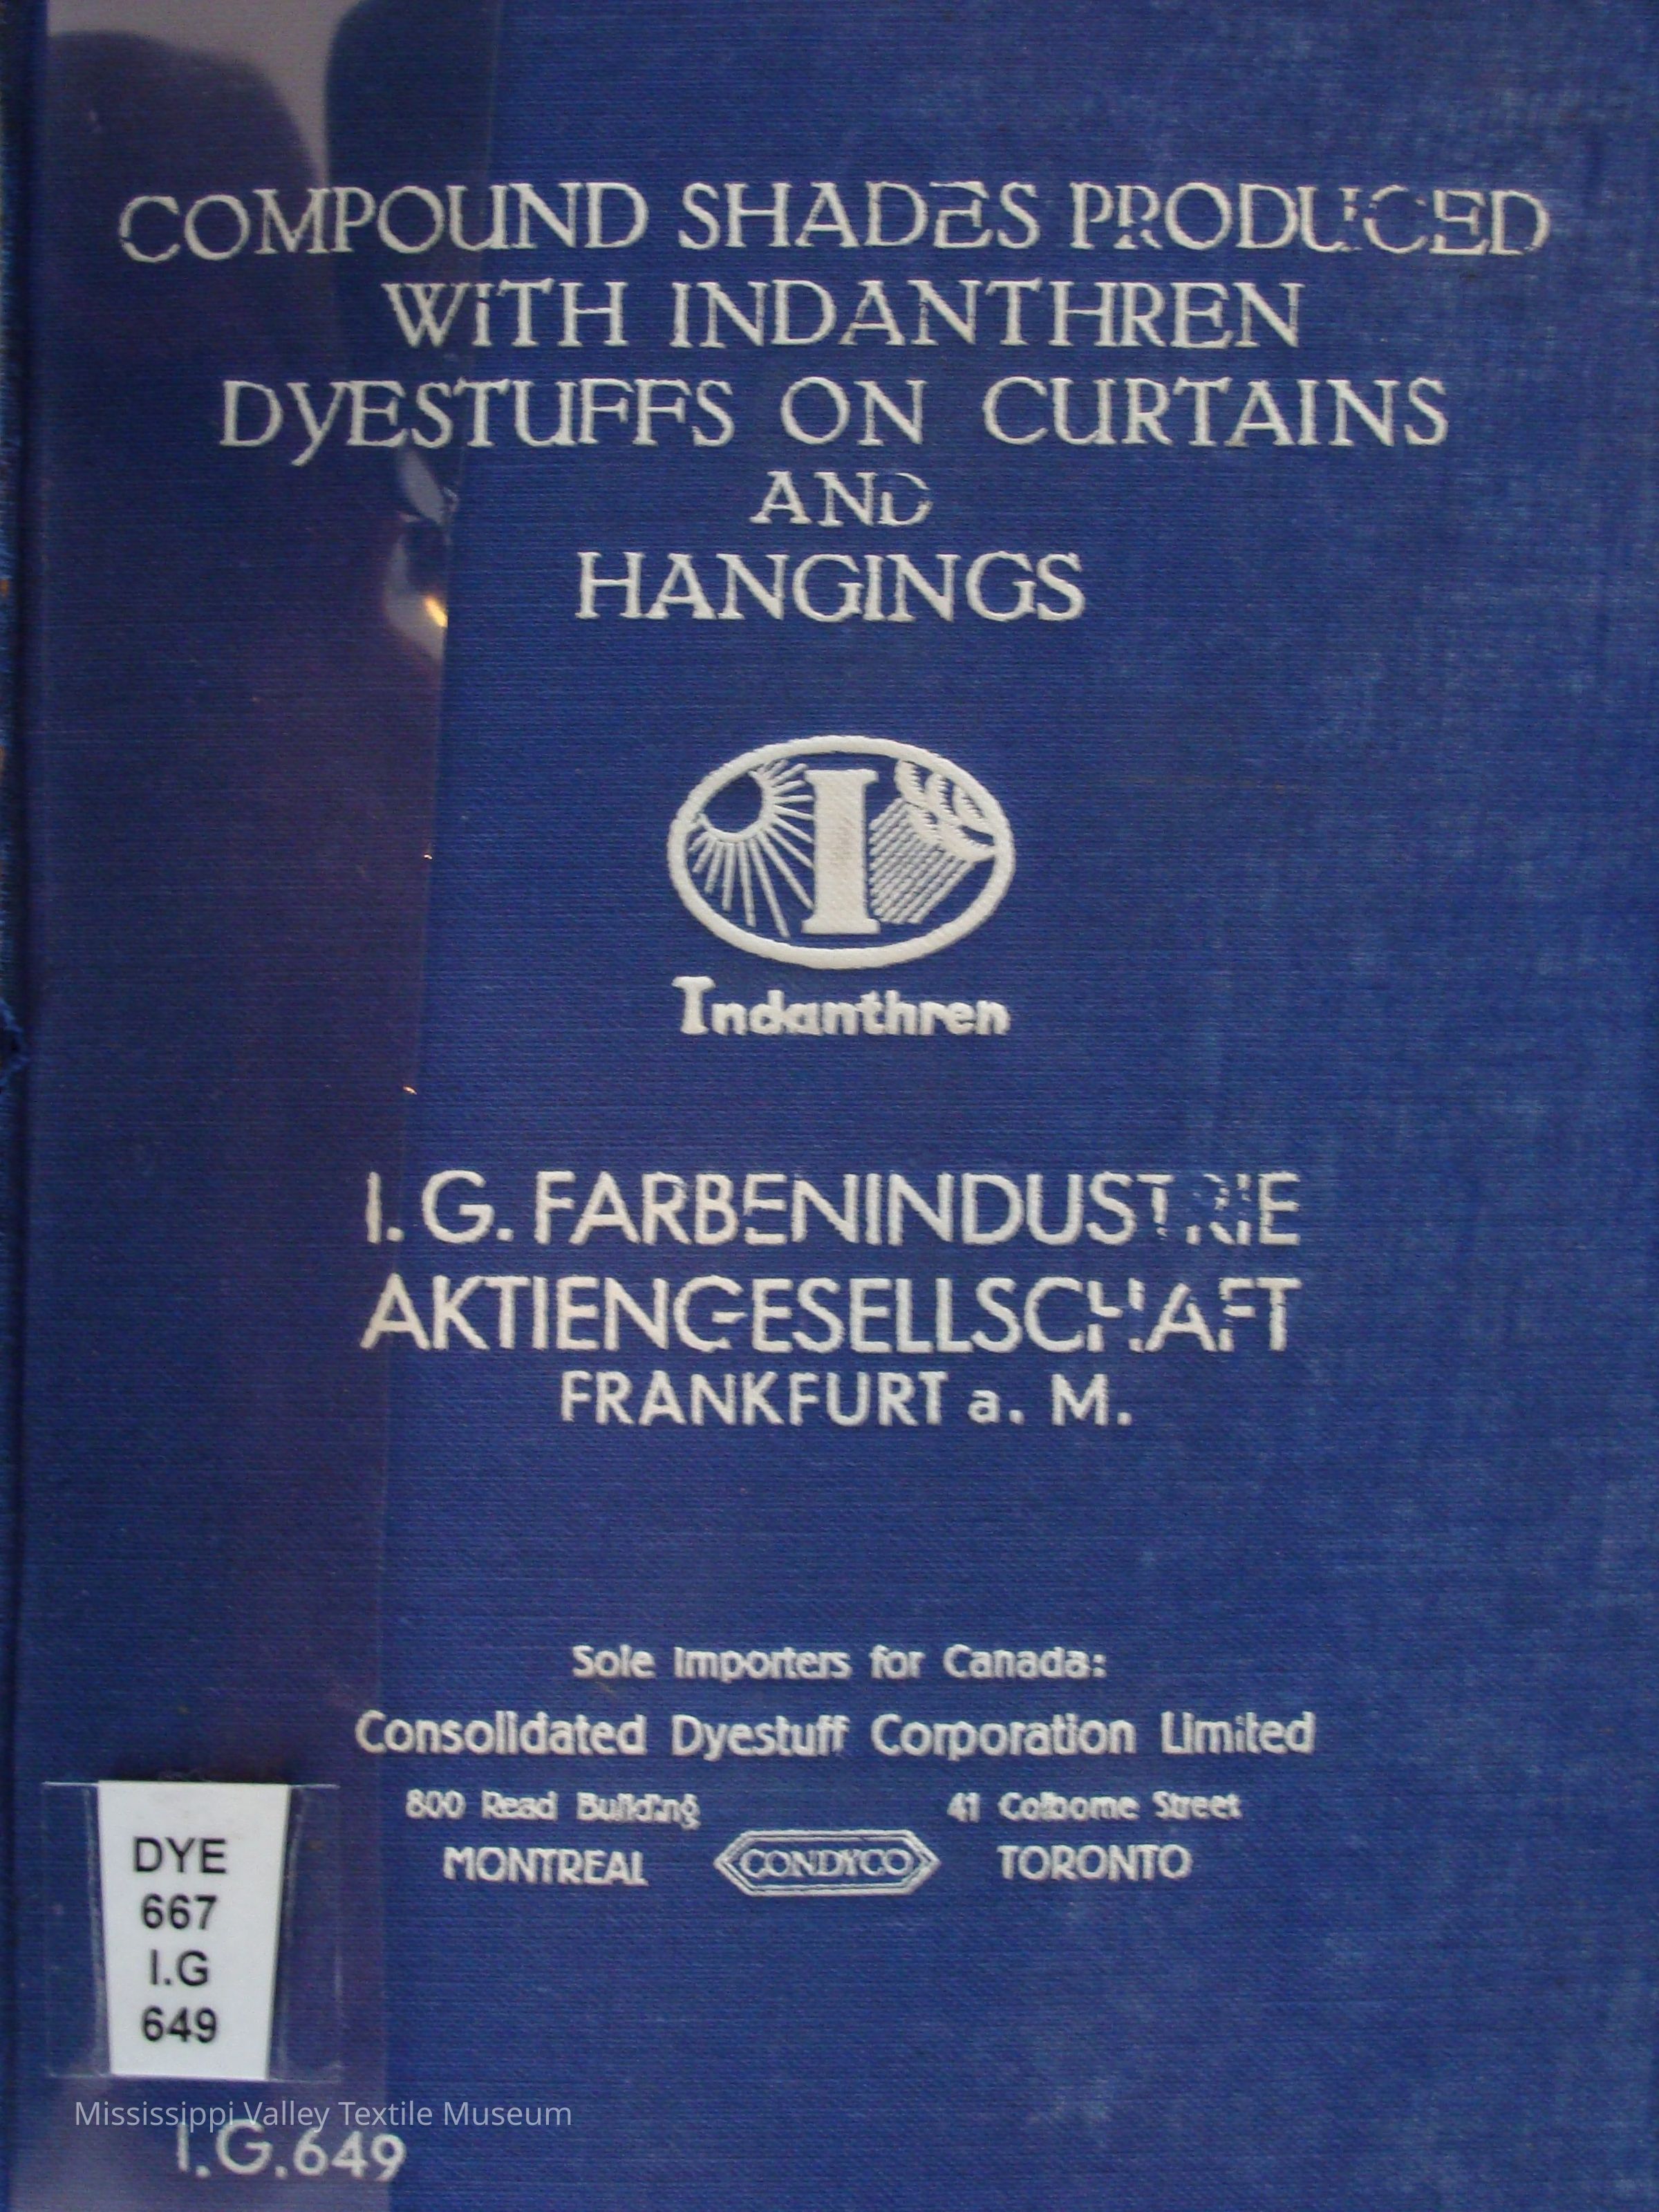 COMPOUND SHADES PRODUCED
WiTH INDANTHREN
DyESTUFFS ON CURTAINS
AND
HANGINGS
I
Indanthren
I. G. FARBENINDUSTRIE
AKTIENGESELLSCHAFT
FRANKFURT a. M.
Sole Importers for Canada:
Consolidated Dyestuff Corporation Limited
800 Read Building 41 Colborne Street
MONTREAL CONDYCO TORONTO
DYE
667
I.G
649
Mississippi Valley Textile Museum
I.G.649